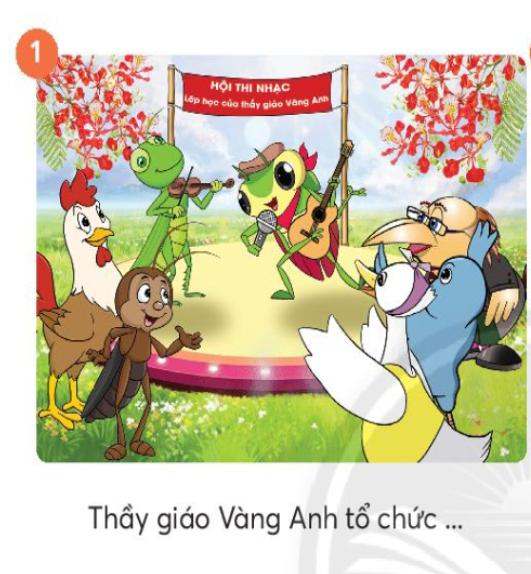 1
HỘI THI NHẠC
Lớp học của thầy giáo Vàng Anh
Thầy giáo Vàng Anh tổ chức ...